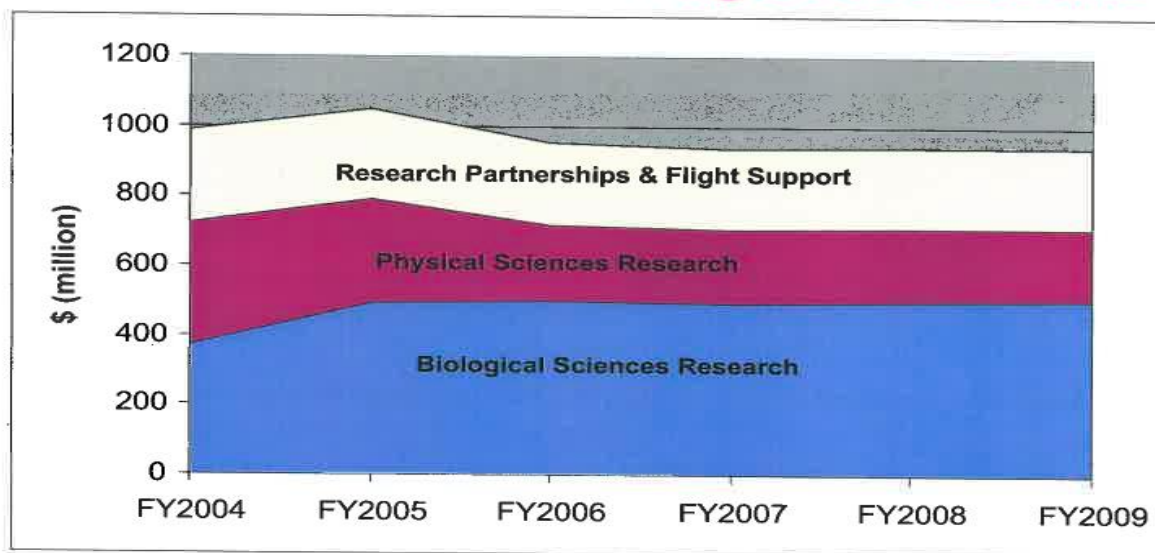 1200
1000
800
600
400
200
0
$ (million)
Research Partnerships & Flight Support
Physical Sciences Research
Biological Sciences Research
FY2004 FY2005 FY2006 FY2007 FY2008 FY2009